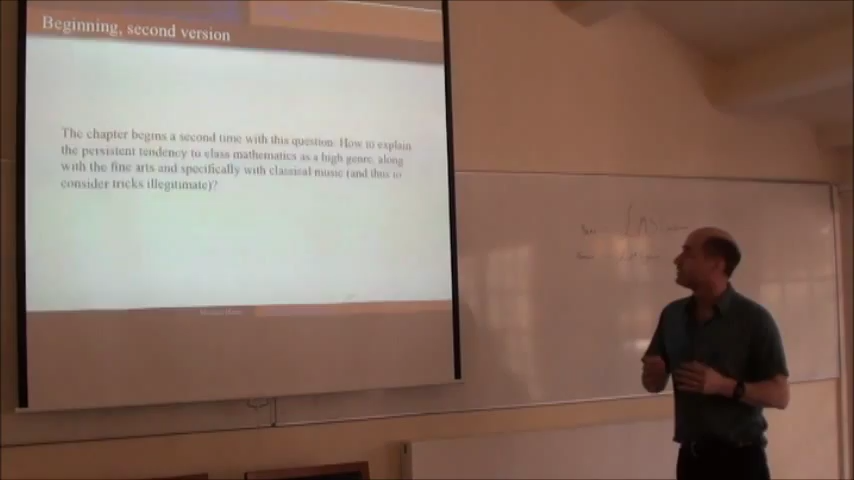 Beginning, second version
The chapter begins a second time with this question. How to explain
the persistent tendency to class mathematics as a high genre, along
with the fine arts and specifically with classical music (and thus to
consider tricks illegitimate)?